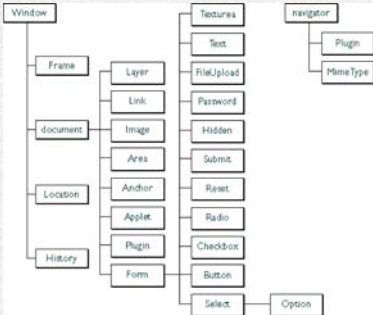 Window
Frame
document
Location
History
Layer
Link
Image
Area
Anchor
Applet
Plugin
Form
Texturea
Text
FileUpload
Password
Hidden
Submit
Reset
Radio
Checkbox
Button
Select
Option
navigator
Plugin
MimeType